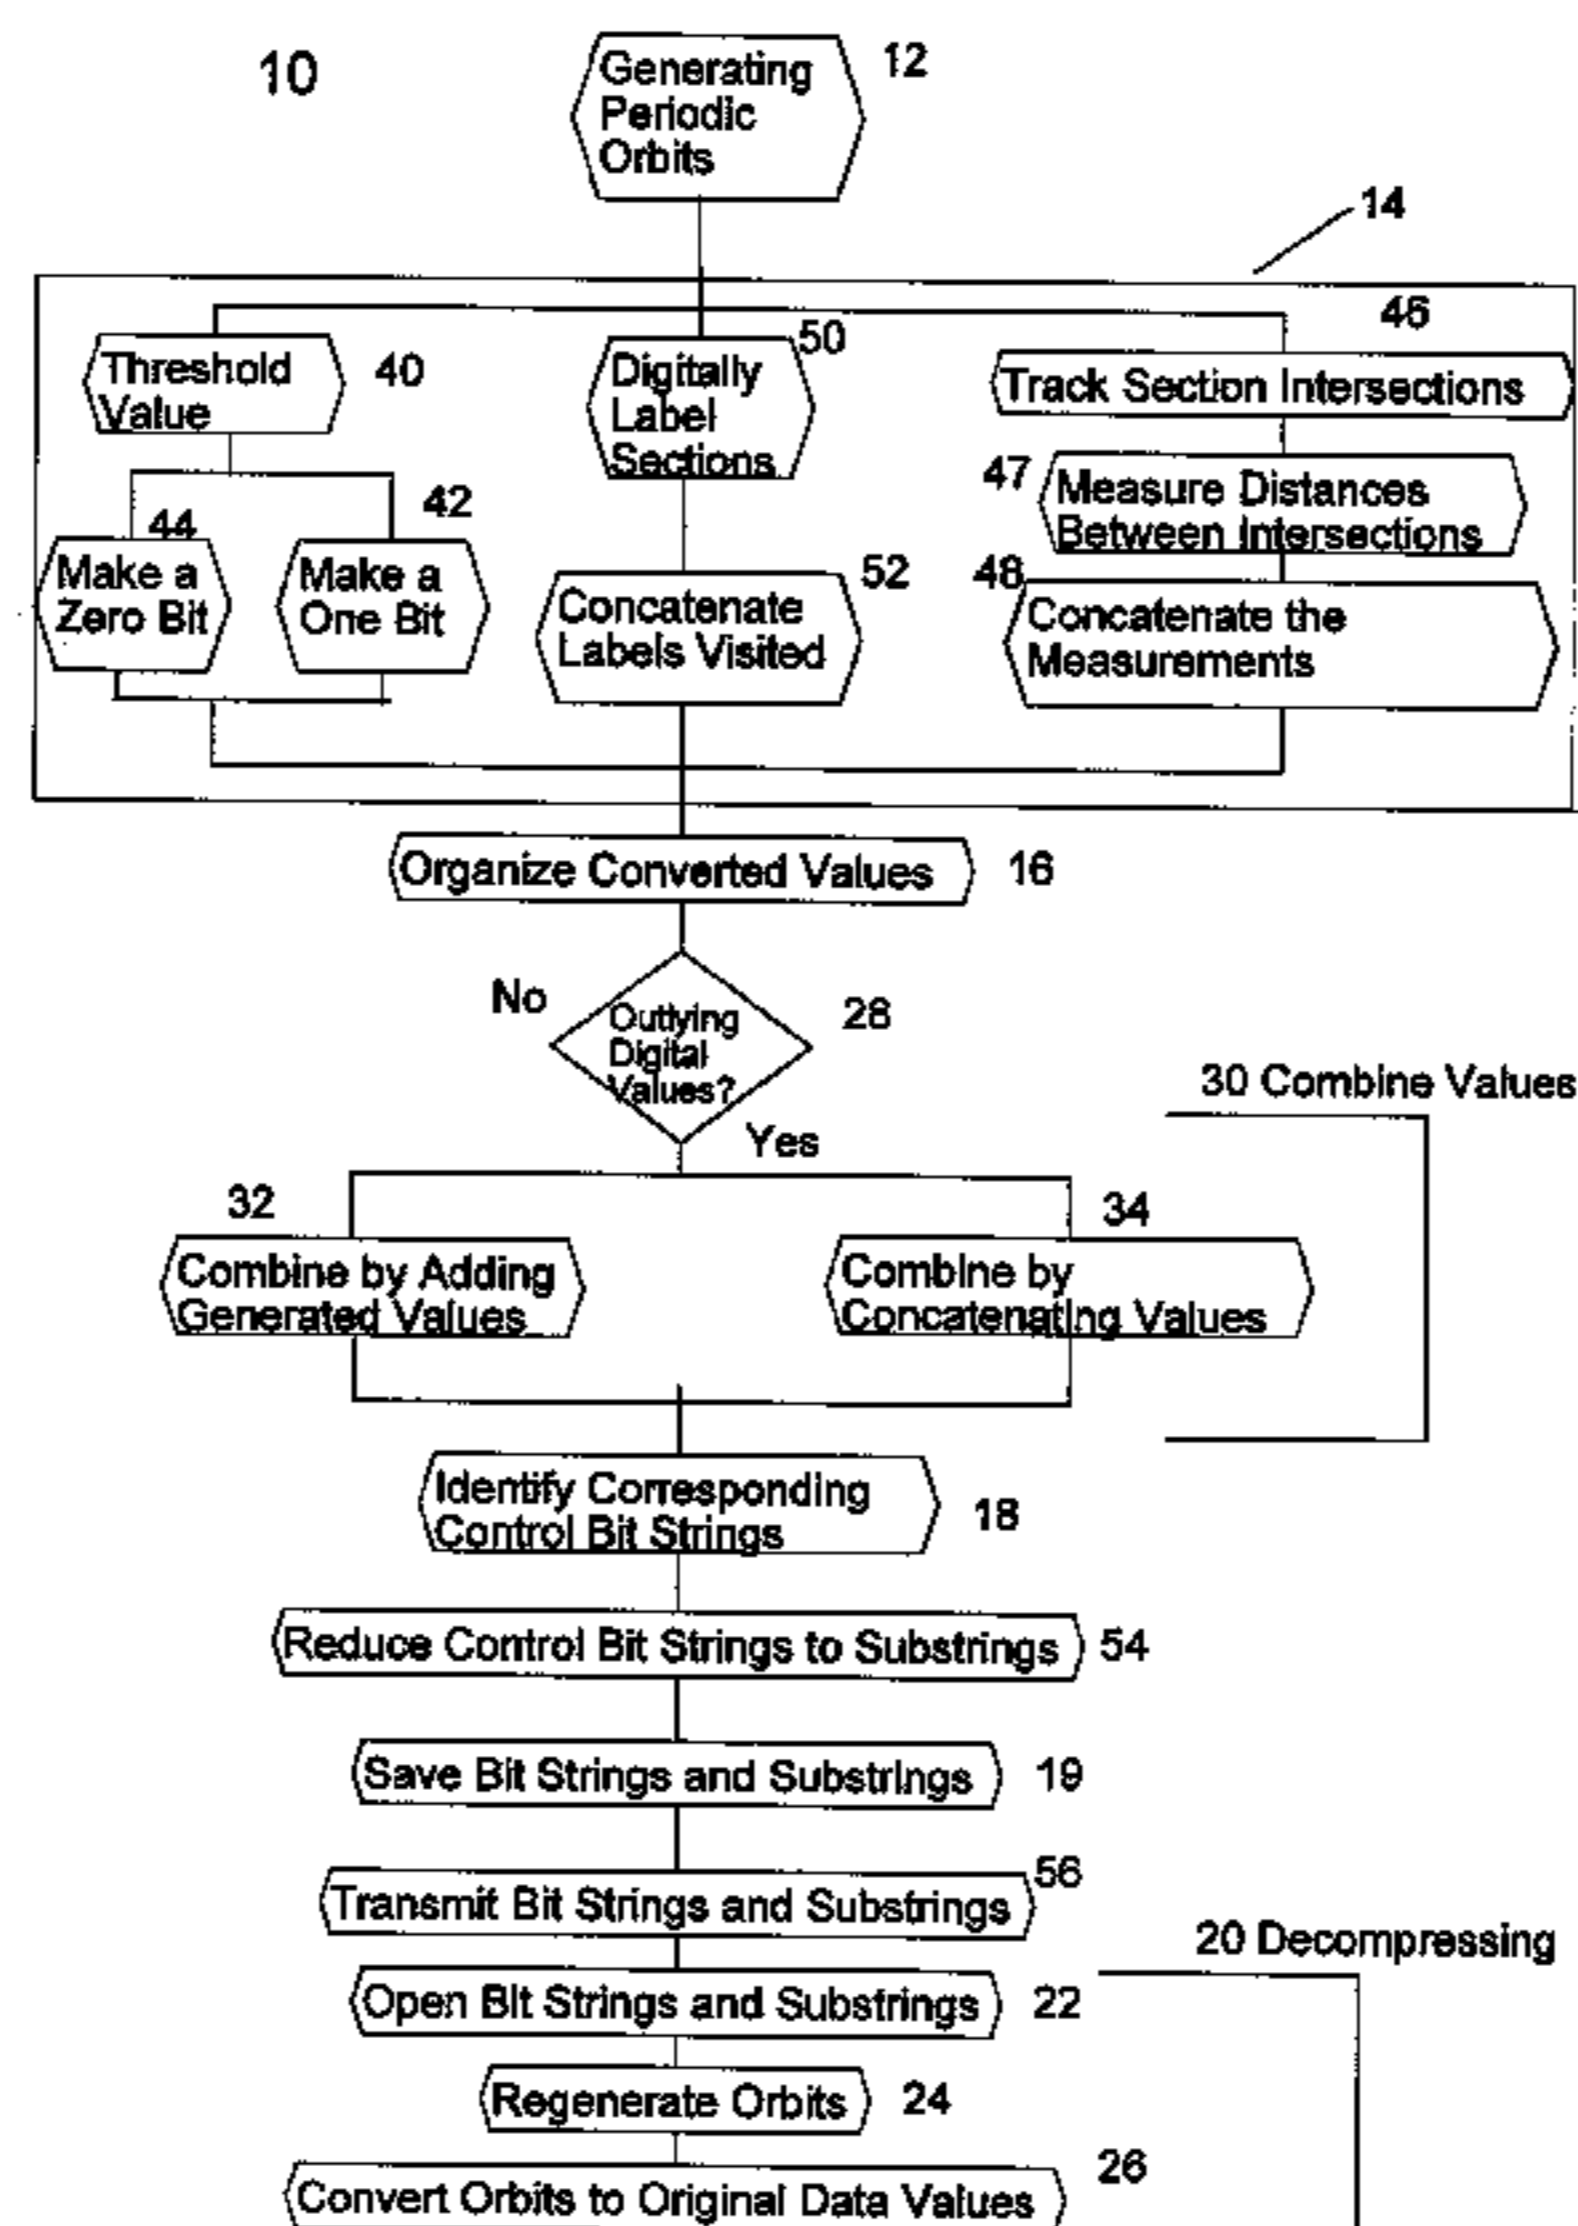 10
Generating
Periodic
Orbits
12
14
Threshold
Value
40
50
Digitally
Label
Sections
46
Track Section Intersections
47
Measure Distances
Between Intersections
44
Make a
Zero Bit
42
Make a
One Bit
52
Concatenate
Labels Visited
48
Concatenate the
Measurements
Organize Converted Values
16
No
Outlying
Digital
Values?
28
Yes
30 Combine Values
32
Combine by Adding
Generated Values
34
Combine by
Concatenating Values
Identify Corresponding
Control Bit Strings
18
Reduce Control Bit Strings to Substrings
54
Save Bit Strings and Substrings
19
Transmit Bit Strings and Substrings
56
20 Decompressing
Open Bit Strings and Substrings
22
Regenerate Orbits
24
Convert Orbits to Original Data Values
26